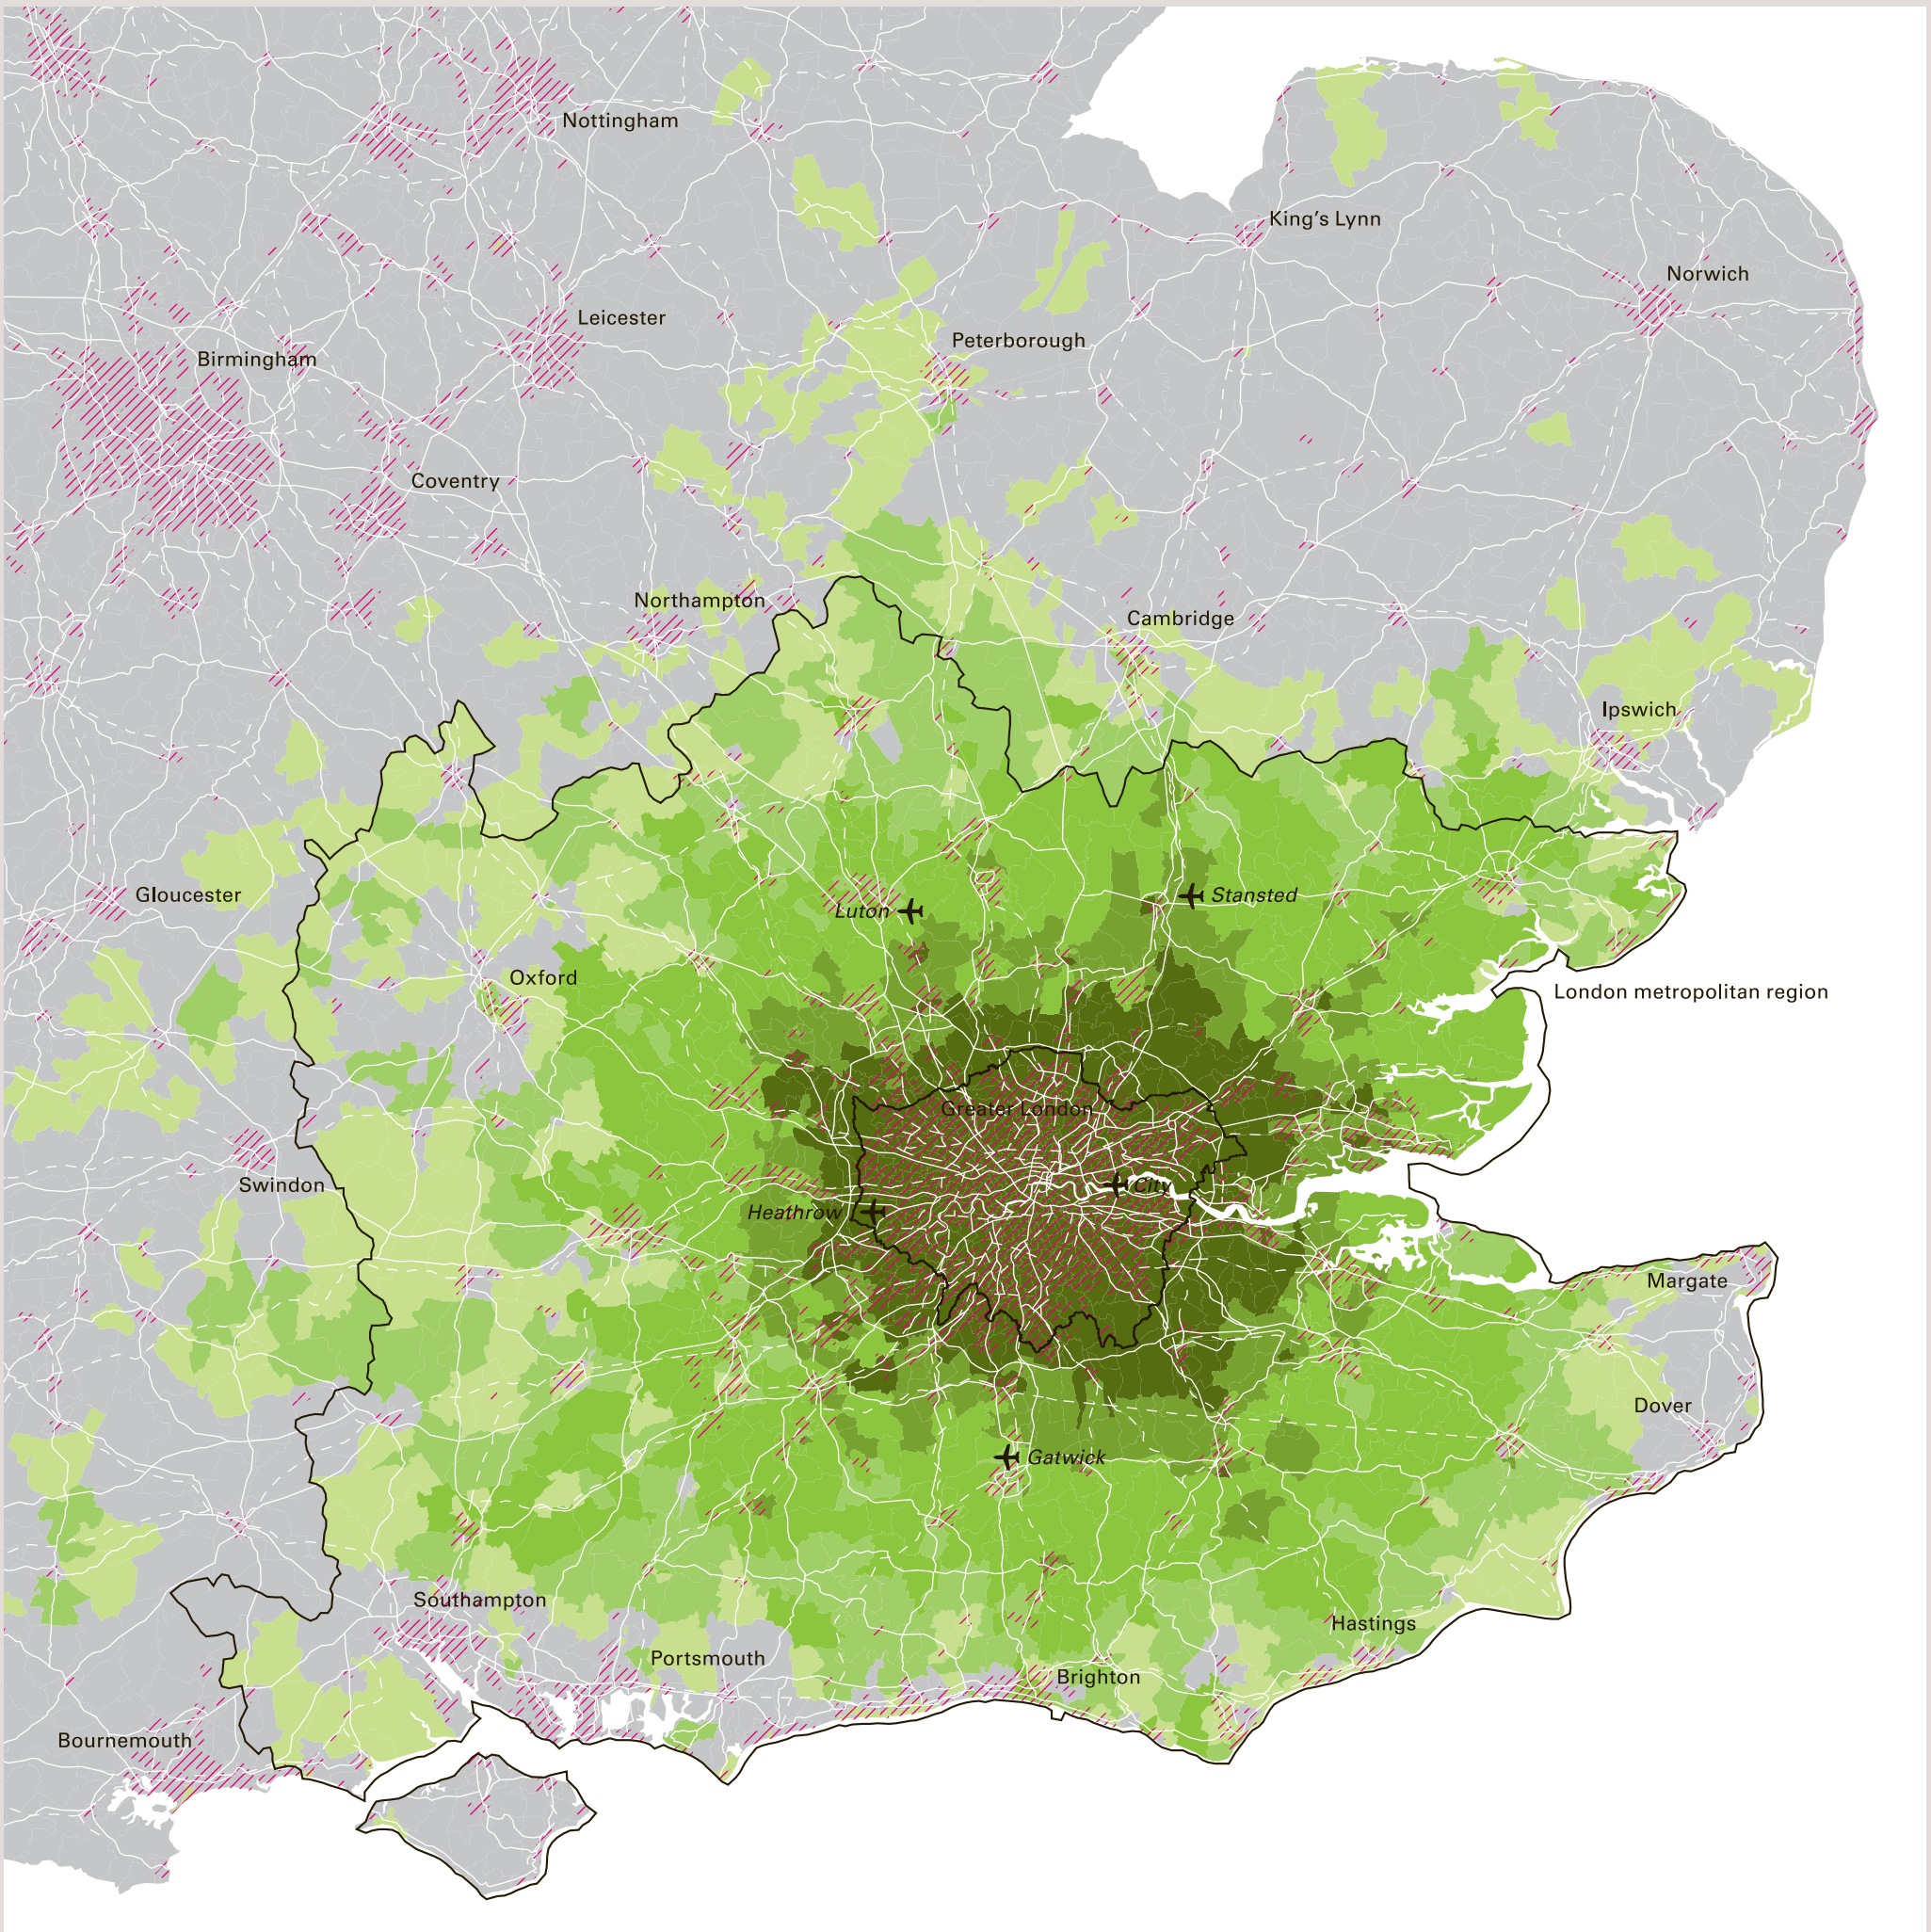 Nottingham
King's Lynn
Norwich
Leicester
Peterborough
Birmingham
Coventry
Northampton
Cambridge
Ipswich
Gloucester
Luton
Stansted
Oxford
London metropolitan region
Greater London
Swindon
City
Heathrow
Margate
Dover
Gatwick
Southampton
Hastings
Portsmouth
Brighton
Bournemouth